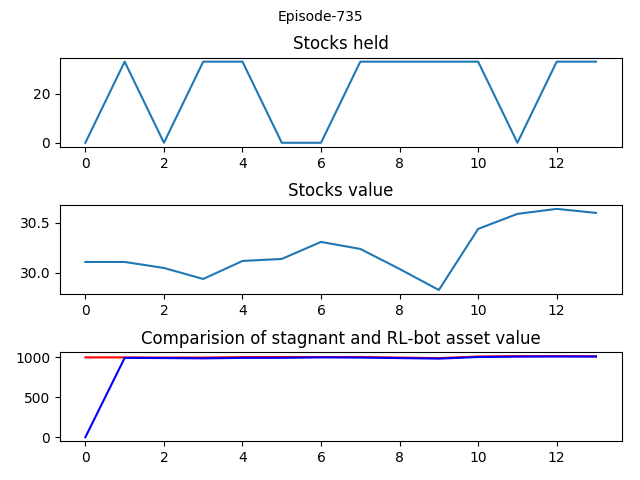 Episode-735
Stocks held
20
0
0 2 4 6 8 10 12
Stocks value
30.5
30.0
0 2 4 6 8 10 12
Comparision of stagnant and RL-bot asset value
1000
500
0
0 2 4 6 8 10 12